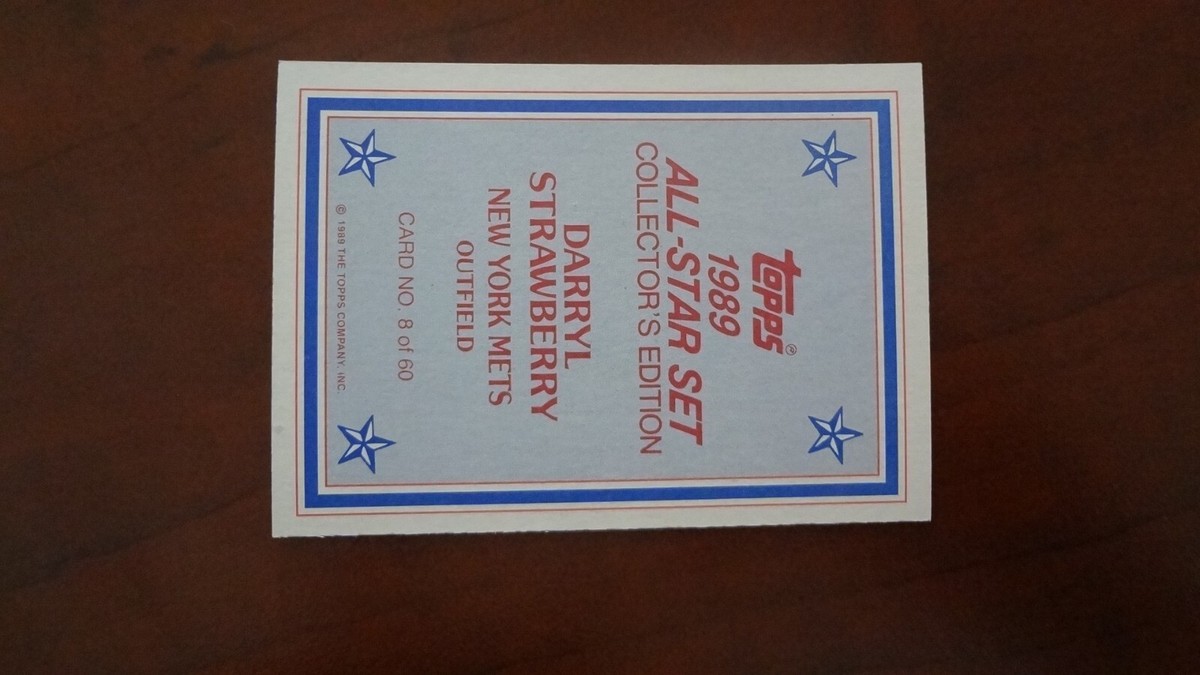 topps®
1989
ALL-STAR SET
COLLECTOR'S EDITION
DARRYL
STRAWBERRY
NEW YORK METS
OUTFIELD
CARD NO. 8 of 60
© 1989 THE TOPPS COMPANY, INC.